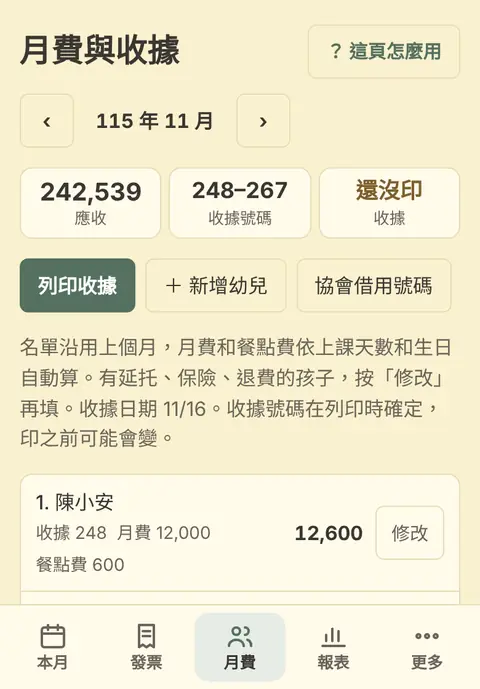 月費與收據
? 這頁怎麼用
‹ 115 年 11 月 ›
242,539
應收
248–267
收據號碼
還沒印
收據
列印收據
＋ 新增幼兒
協會借用號碼
名單沿用上個月，月費和餐點費依上課天數和生日
自動算。有延托、保險、退費的孩子，按「修改」
再填。收據日期 11/16。收據號碼在列印時確定，
印之前可能會變。
1. 陳小安
收據 248 月費 12,000
餐點費 600
12,600
修改
本月
發票
月費
報表
更多